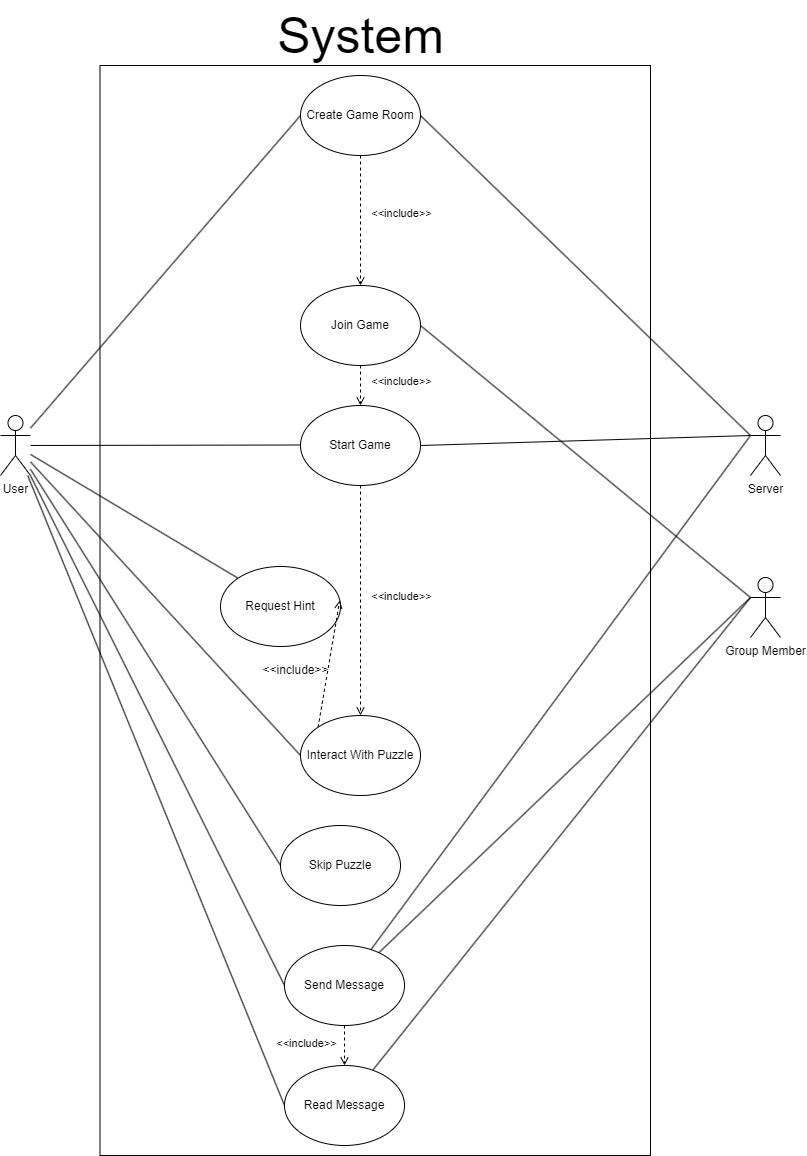 System
Create Game Room
<<include>>
Join Game
<<include>>
Start Game
User
Server
<<include>>
Request Hint
Group Member
<<include>>
Interact With Puzzle
Skip Puzzle
Send Message
<<include>>
Read Message